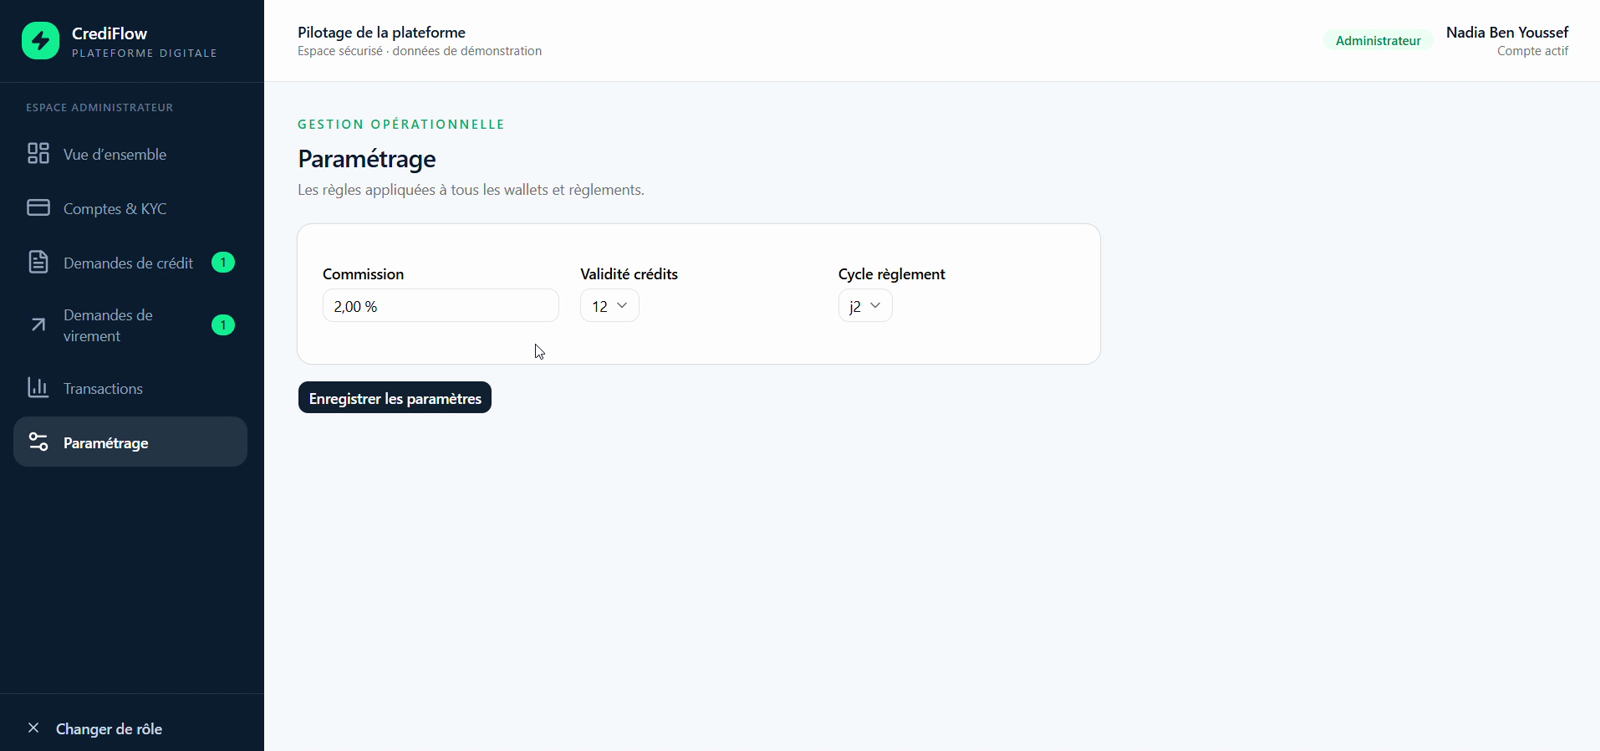 CrediFlow
PLATEFORME DIGITALE
ESPACE ADMINISTRATEUR
Vue d’ensemble
Comptes & KYC
Demandes de crédit 1
Demandes de
virement 1
Transactions
Paramétrage
Changer de rôle
Pilotage de la plateforme
Espace sécurisé · données de démonstration
Administrateur
Nadia Ben Youssef
Compte actif
GESTION OPÉRATIONNELLE
Paramétrage
Les règles appliquées à tous les wallets et règlements.
Commission
2,00 %
Validité crédits
12
Cycle règlement
j2
Enregistrer les paramètres